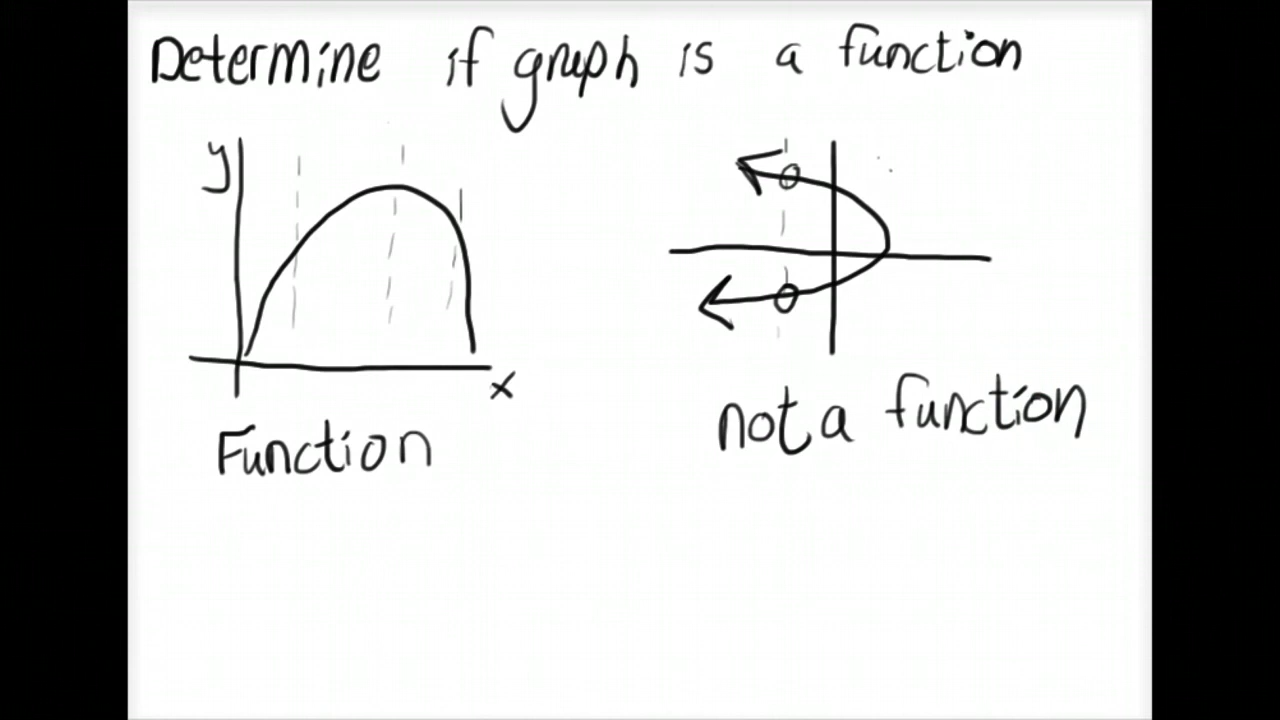 Determine if graph is a function
y
x
Function
not a function